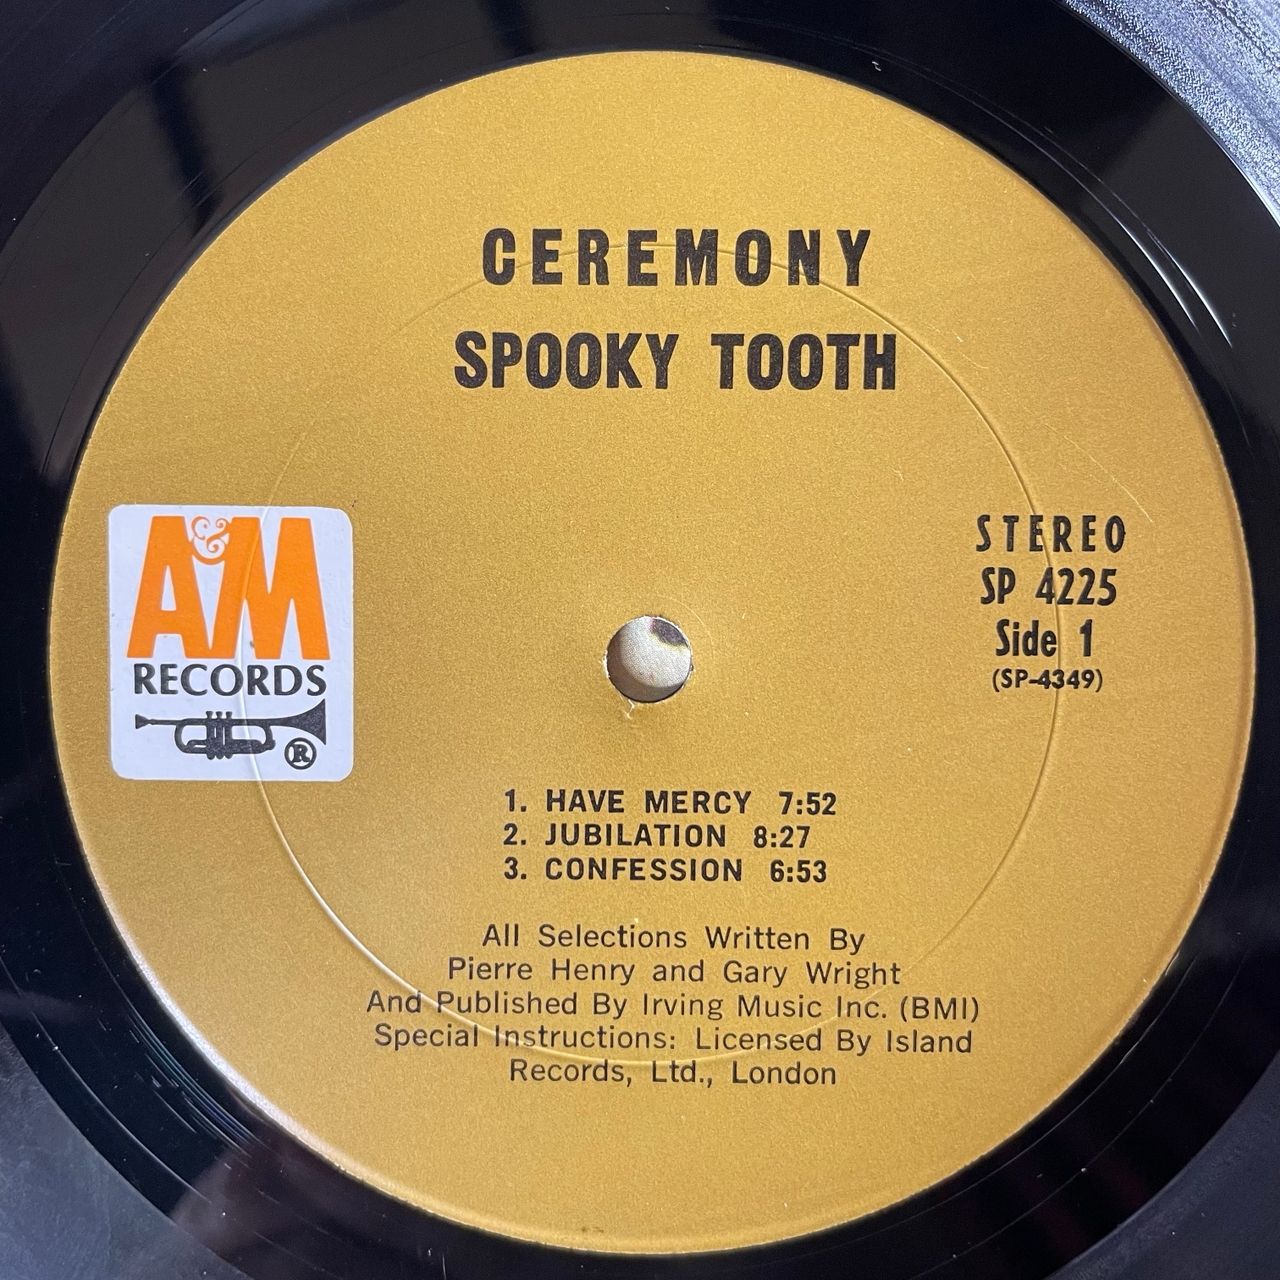 CEREMONY
SPOOKY TOOTH
A&M
RECORDS
®
STEREO
SP 4225
Side 1
(SP-4349)
1. HAVE MERCY 7:52
2. JUBILATION 8:27
3. CONFESSION 6:53
All Selections Written By
Pierre Henry and Gary Wright
And Published By Irving Music Inc. (BMI)
Special Instructions: Licensed By Island
Records, Ltd., London